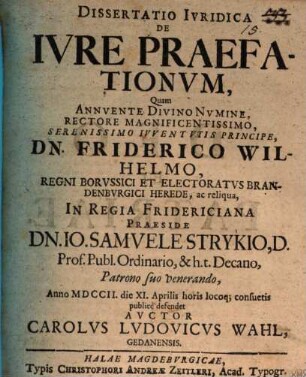 DISSERTATIO IVRIDICA
DE
IVRE PRAEFA-
TIONVM,
Quam
ANNVENTE DIVINO NVMINE,
RECTORE MAGNIFICENTISSIMO,
SERENISSIMO IVVENTVTIS PRINCIPE,
DN. FRIDERICO WIL-
HELMO,
REGNI BORVSSICI ET ELECTORATVS BRAN-
DENBVRGICI HEREDE, ac reliqua,
IN REGIA FRIDERICIANA
PRAESIDE
DN. IO. SAMVELE STRYKIO, D.
Prof. Publ. Ordinario, & h. t. Decano,
Patrono suo venerando,
Anno MDCCII. die XI. Aprilis horis locoq; consuetis
publicè defendet
AVCTOR
CAROLVS LVDOVICVS WAHL,
GEDANENSIS.
HALAE MAGDEBVRGICAE,
Typis CHRISTOPHORI ANDREÆ ZEITLERI, Acad. Typogr.